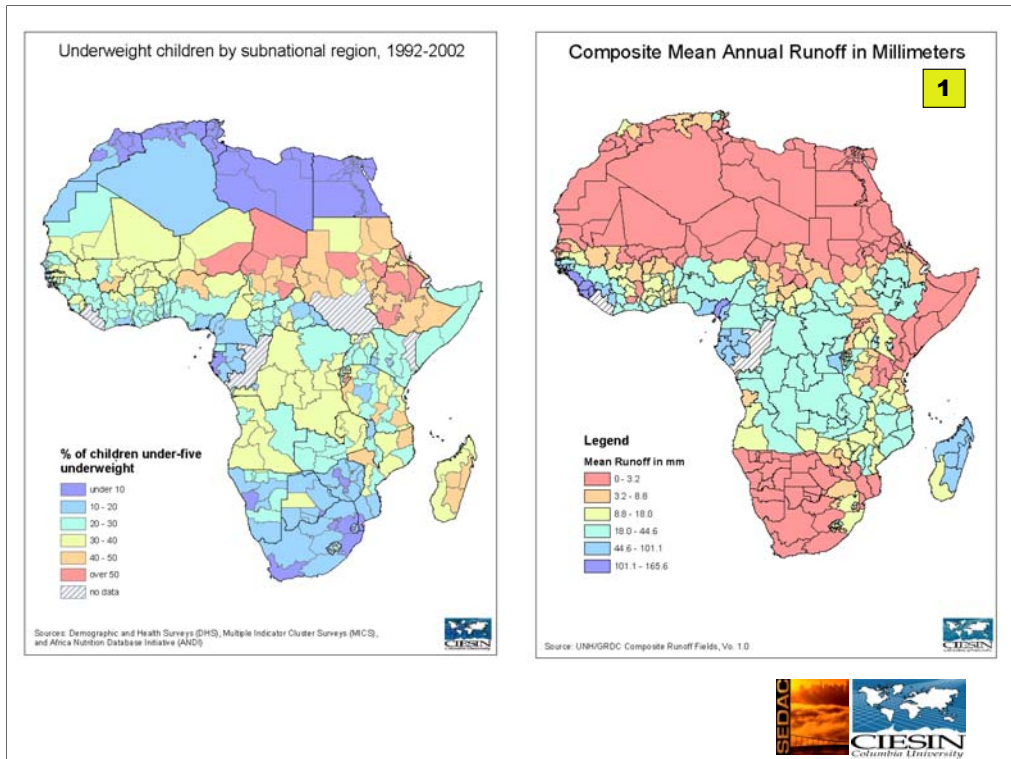 Underweight children by subnational region, 1992-2002
% of children under-five
underweight
under 10
10 - 20
20 - 30
30 - 40
40 - 50
over 50
no data
Sources: Demographic and Health Surveys (DHS), Multiple Indicator Cluster Surveys (MICS),
and Africa Nutrition Database Initiative (ANDI)
CIESIN
Columbia University
Composite Mean Annual Runoff in Millimeters
1
Legend
Mean Runoff in mm
0 - 3.2
3.2 - 8.8
8.8 - 18.0
18.0 - 44.6
44.6 - 101.1
101.1 - 165.6
Source: UNH/GRDC Composite Runoff Fields, Vo. 1.0
CIESIN
Columbia University
SEDAC
CIESIN
Columbia University